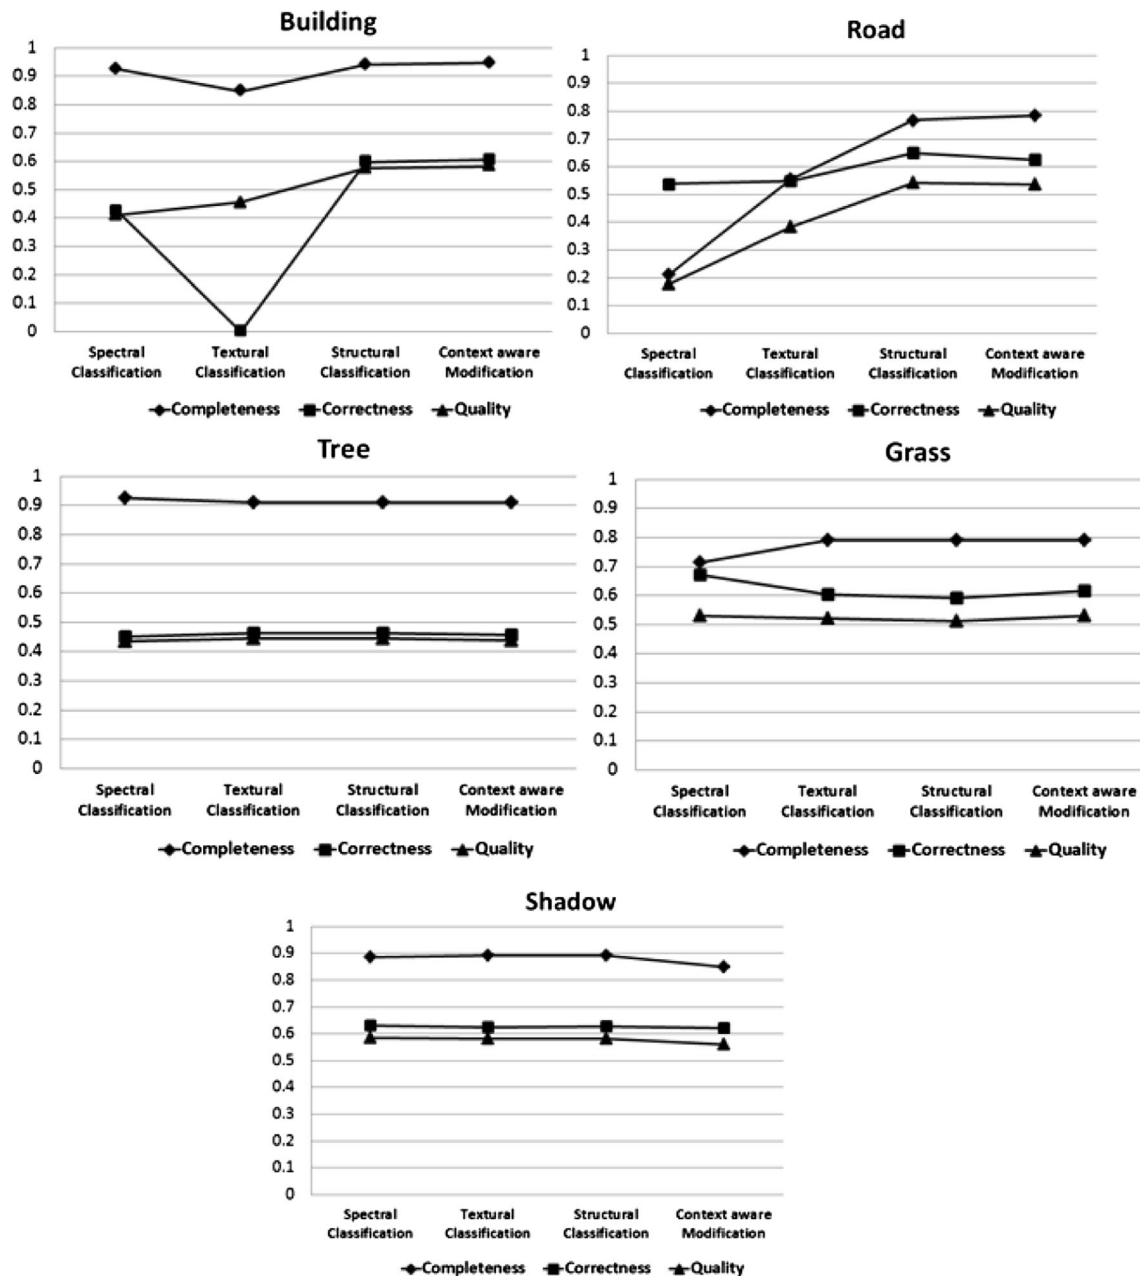 Building
1
0.9
0.8
0.7
0.6
0.5
0.4
0.3
0.2
0.1
0
Spectral Classification
Textural Classification
Structural Classification
Context aware Modification
Completeness Correctness Quality
Road
1
0.9
0.8
0.7
0.6
0.5
0.4
0.3
0.2
0.1
0
Spectral Classification
Textural Classification
Structural Classification
Context aware Modification
Completeness Correctness Quality
Tree
1
0.9
0.8
0.7
0.6
0.5
0.4
0.3
0.2
0.1
0
Spectral Classification
Textural Classification
Structural Classification
Context aware Modification
Completeness Correctness Quality
Grass
1
0.9
0.8
0.7
0.6
0.5
0.4
0.3
0.2
0.1
0
Spectral Classification
Textural Classification
Structural Classification
Context aware Modification
Completeness Correctness Quality
Shadow
1
0.9
0.8
0.7
0.6
0.5
0.4
0.3
0.2
0.1
0
Spectral Classification
Textural Classification
Structural Classification
Context aware Modification
Completeness Correctness Quality